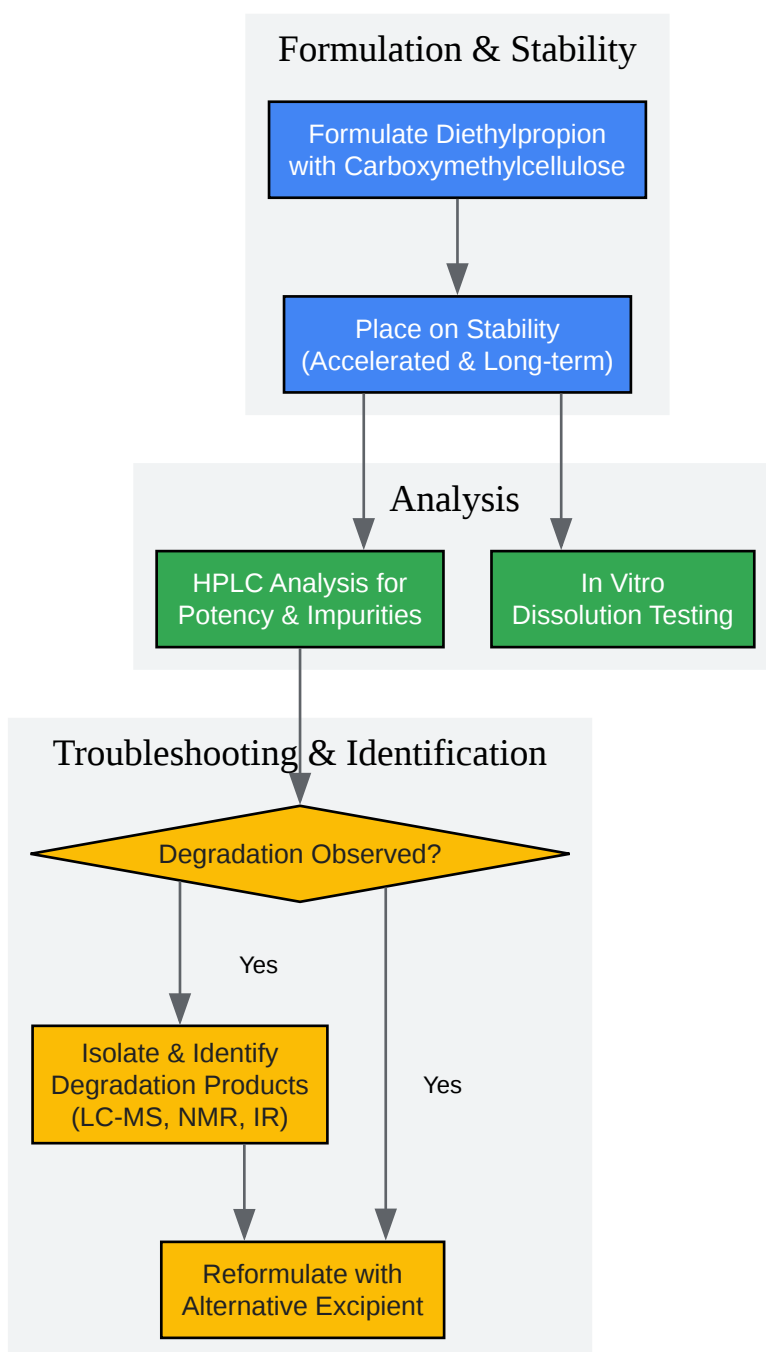 Formulation & Stability
Formulate Diethylpropion
with Carboxymethylcellulose
Place on Stability
(Accelerated & Long-term)
Analysis
HPLC Analysis for
Potency & Impurities
In Vitro
Dissolution Testing
Troubleshooting & Identification
Degradation Observed?
Yes
Isolate & Identify
Degradation Products
(LC-MS, NMR, IR)
Yes
Reformulate with
Alternative Excipient